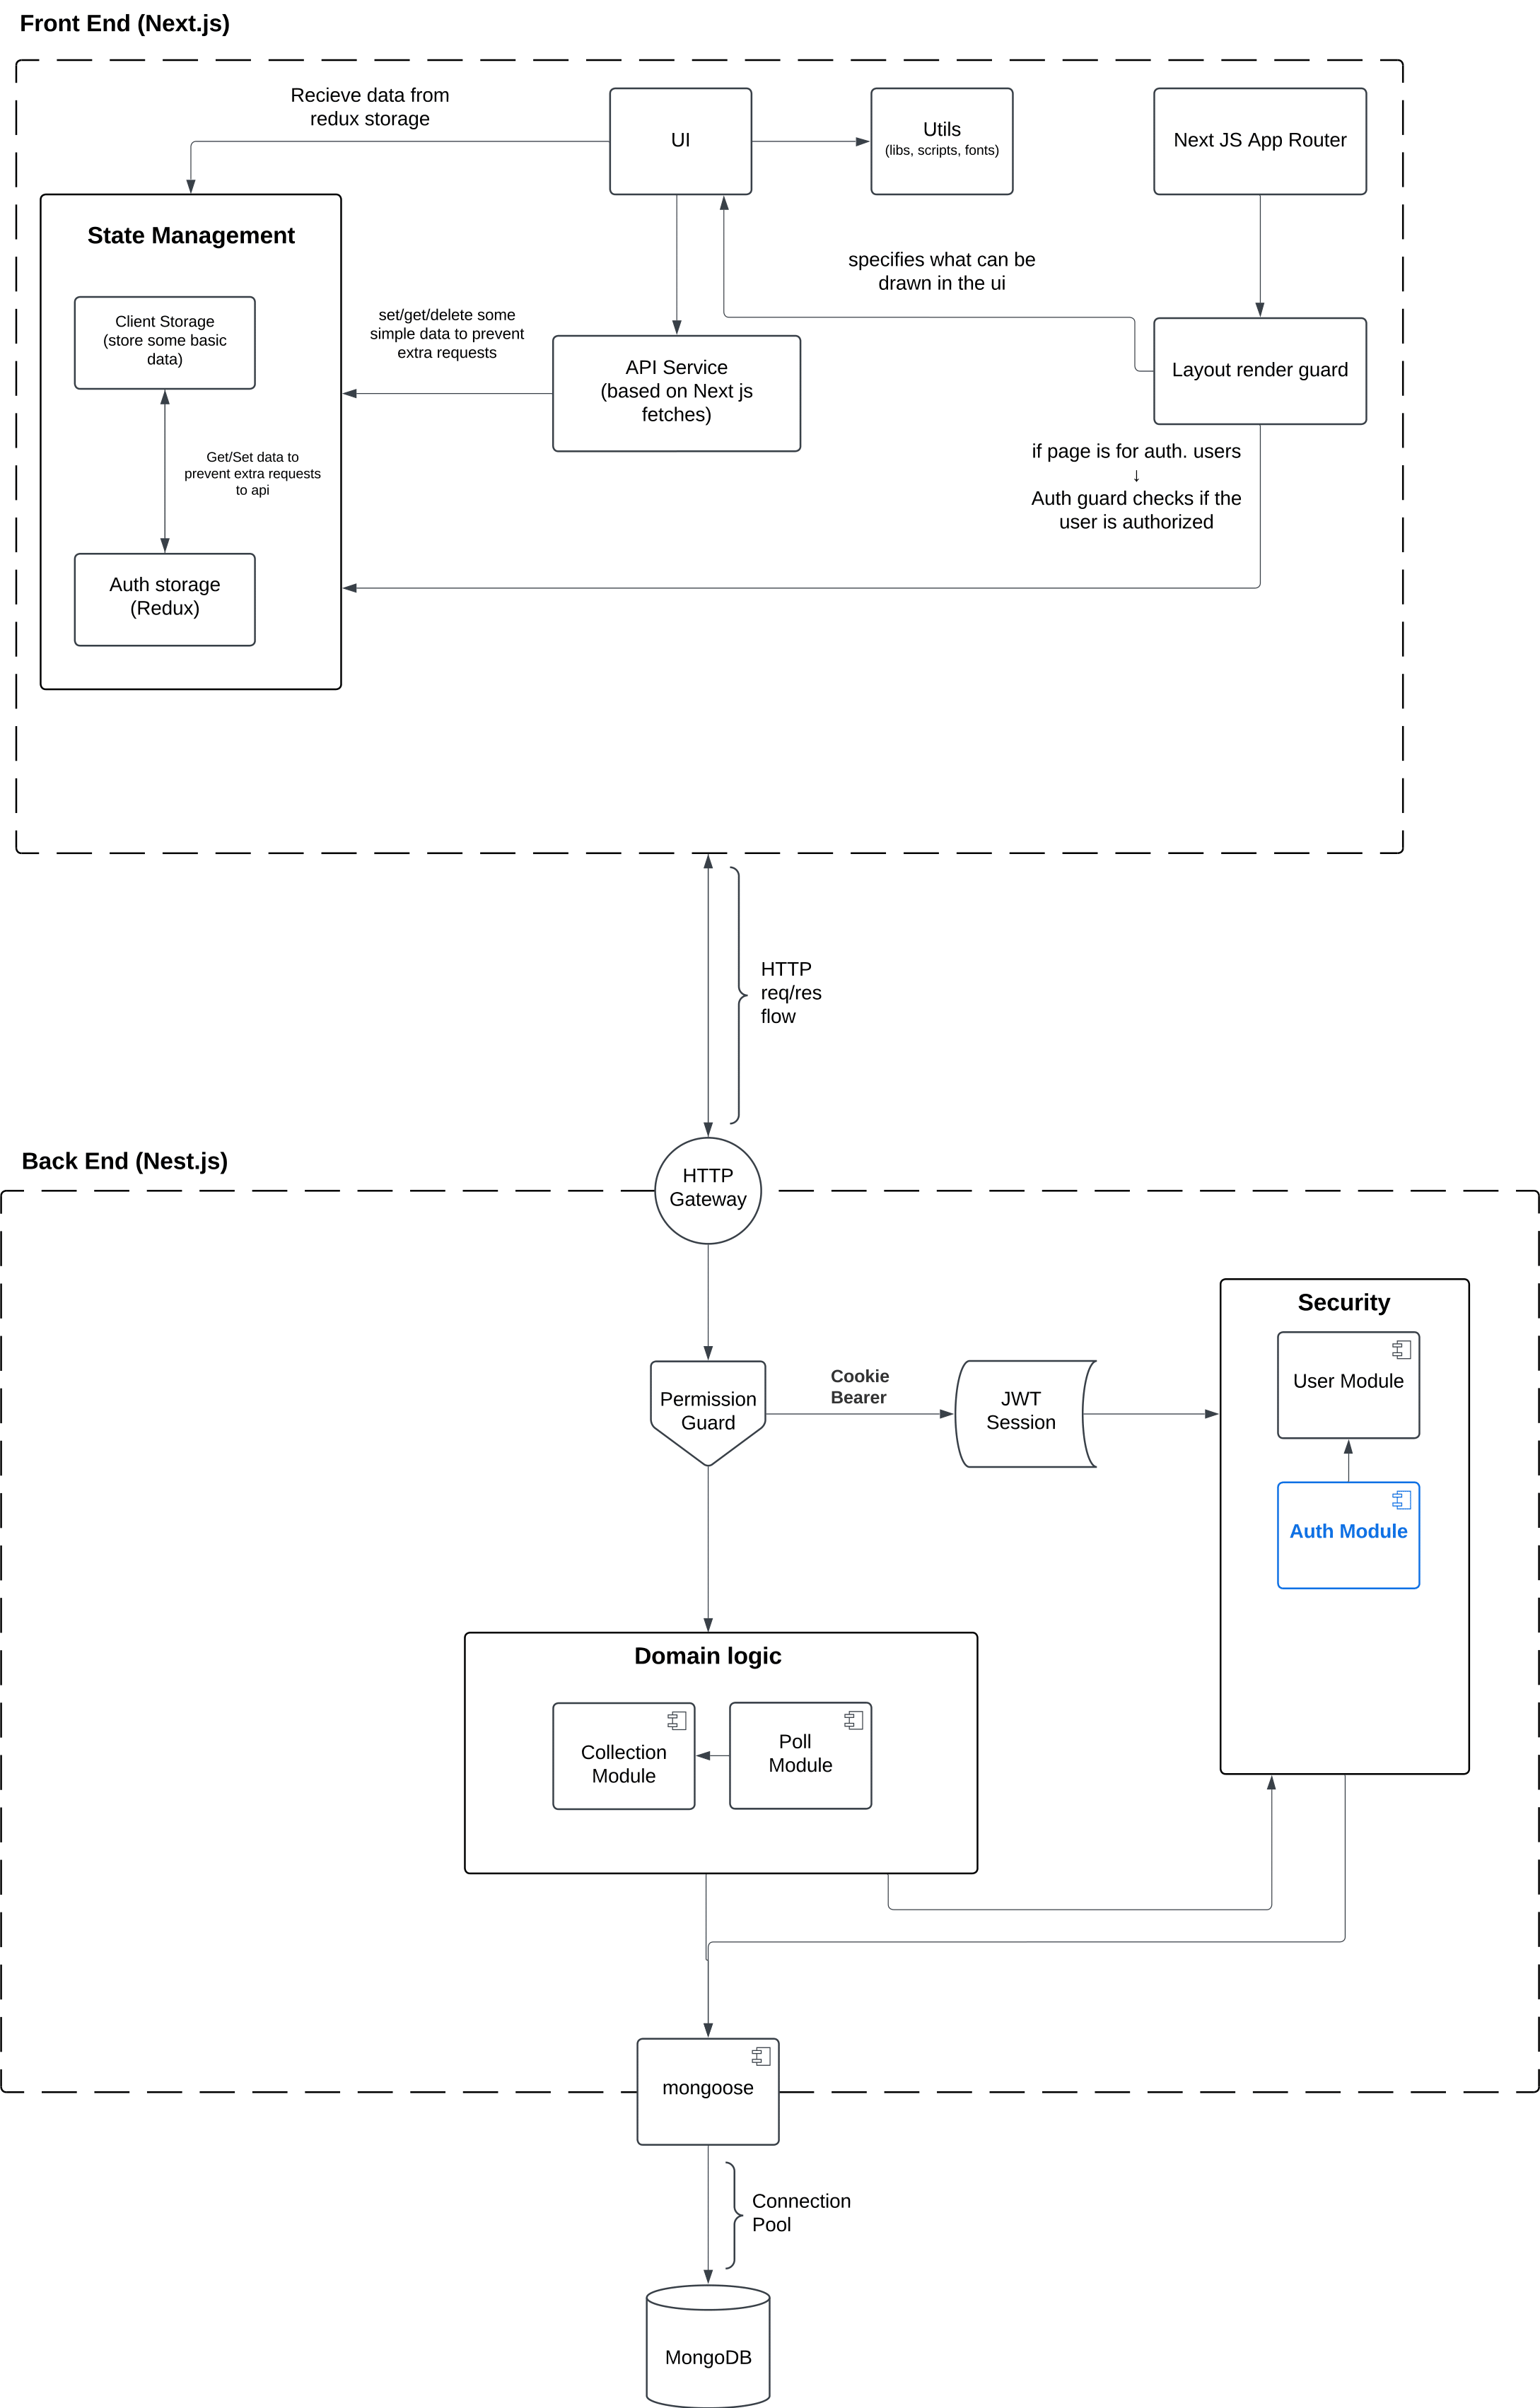 Front End (Next.js)
Recieve data from
redux storage
UI
Utils
(libs, scripts, fonts)
Next JS App Router
State Management
specifies what can be
drawn in the ui
Client Storage
(store some basic
data)
set/get/delete some
simple data to prevent
extra requests
API Service
(based on Next js
fetches)
Layout render guard
Get/Set data to
prevent extra requests
to api
if page is for auth. users
↓
Auth guard checks if the
user is authorized
Auth storage
(Redux)
HTTP
req/res
flow
Back End (Nest.js)
HTTP
Gateway
Permission
Guard
Cookie
Bearer
JWT
Session
Security
User Module
Auth Module
Domain logic
Collection
Module
Poll
Module
mongoose
Connection
Pool
MongoDB